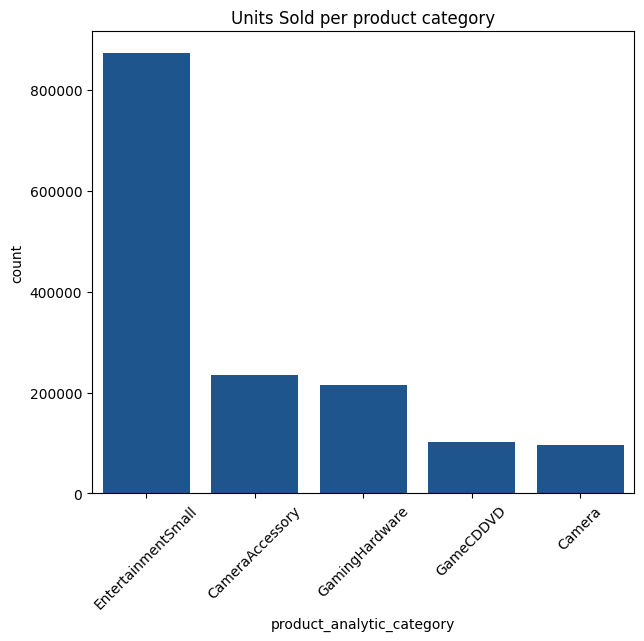 Units Sold per product category
count
800000
600000
400000
200000
0
EntertainmentSmall
CameraAccessory
GamingHardware
GameCDDVD
Camera
product_analytic_category